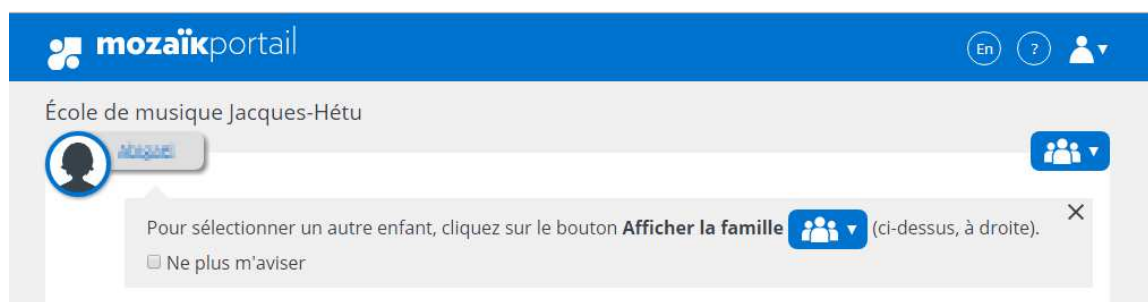 mozaïkportail
En ?
École de musique Jacques-Hétu
Pour sélectionner un autre enfant, cliquez sur le bouton Afficher la famille (ci-dessus, à droite).
Ne plus m'aviser